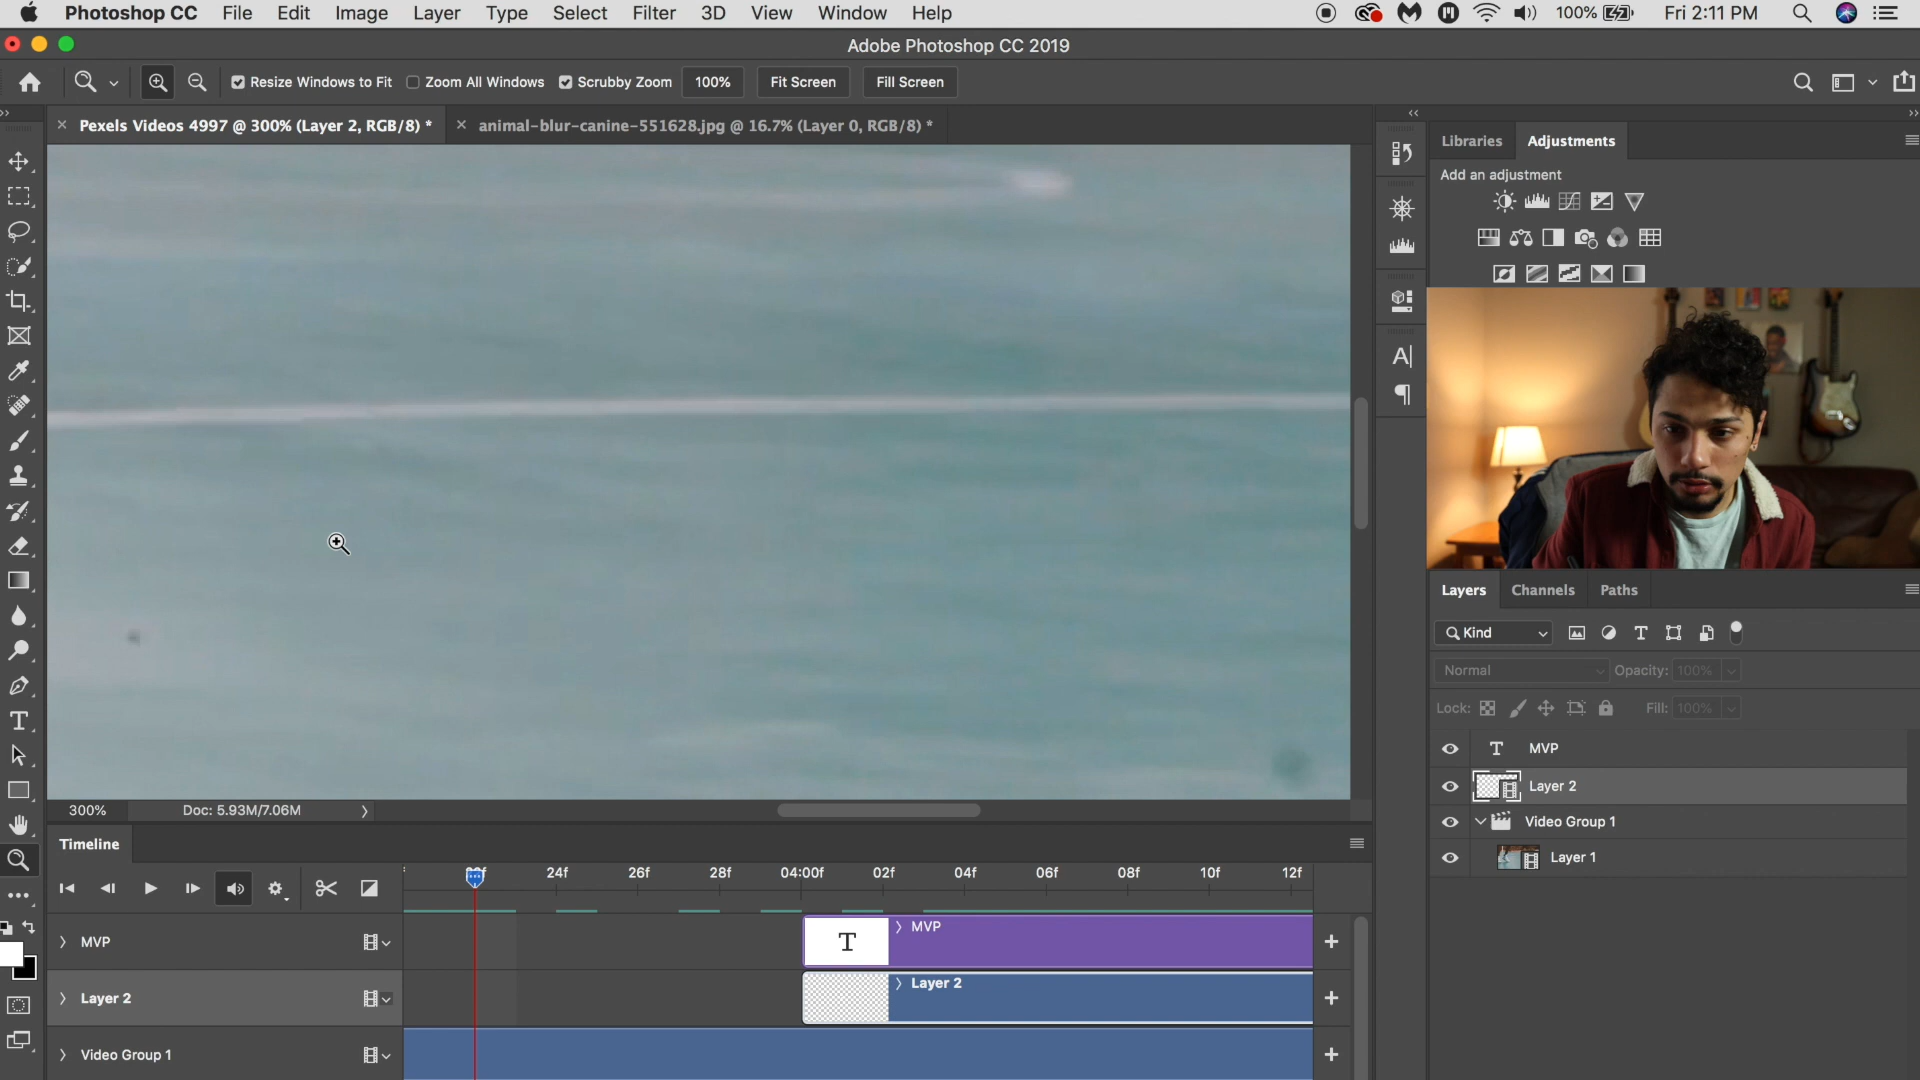 Photoshop CC File Edit Image Layer Type Select Filter 3D View Window Help 100% Fri 2:11 PM
Adobe Photoshop CC 2019
Resize Windows to Fit Zoom All Windows Scrubby Zoom 100% Fit Screen Fill Screen
Pexels Videos 4997 @ 300% (Layer 2, RGB/8) * animal-blur-canine-551628.jpg @ 16.7% (Layer 0, RGB/8) *
Libraries Adjustments
Add an adjustment
Layers Channels Paths
Kind
Normal Opacity: 100%
Lock: Fill: 100%
MVP
Layer 2
Video Group 1
Layer 1
300% Doc: 5.93M/7.06M
Timeline
24f 26f 28f 04:00f 02f 04f 06f 08f 10f 12f
MVP T MVP
Layer 2 Layer 2
Video Group 1